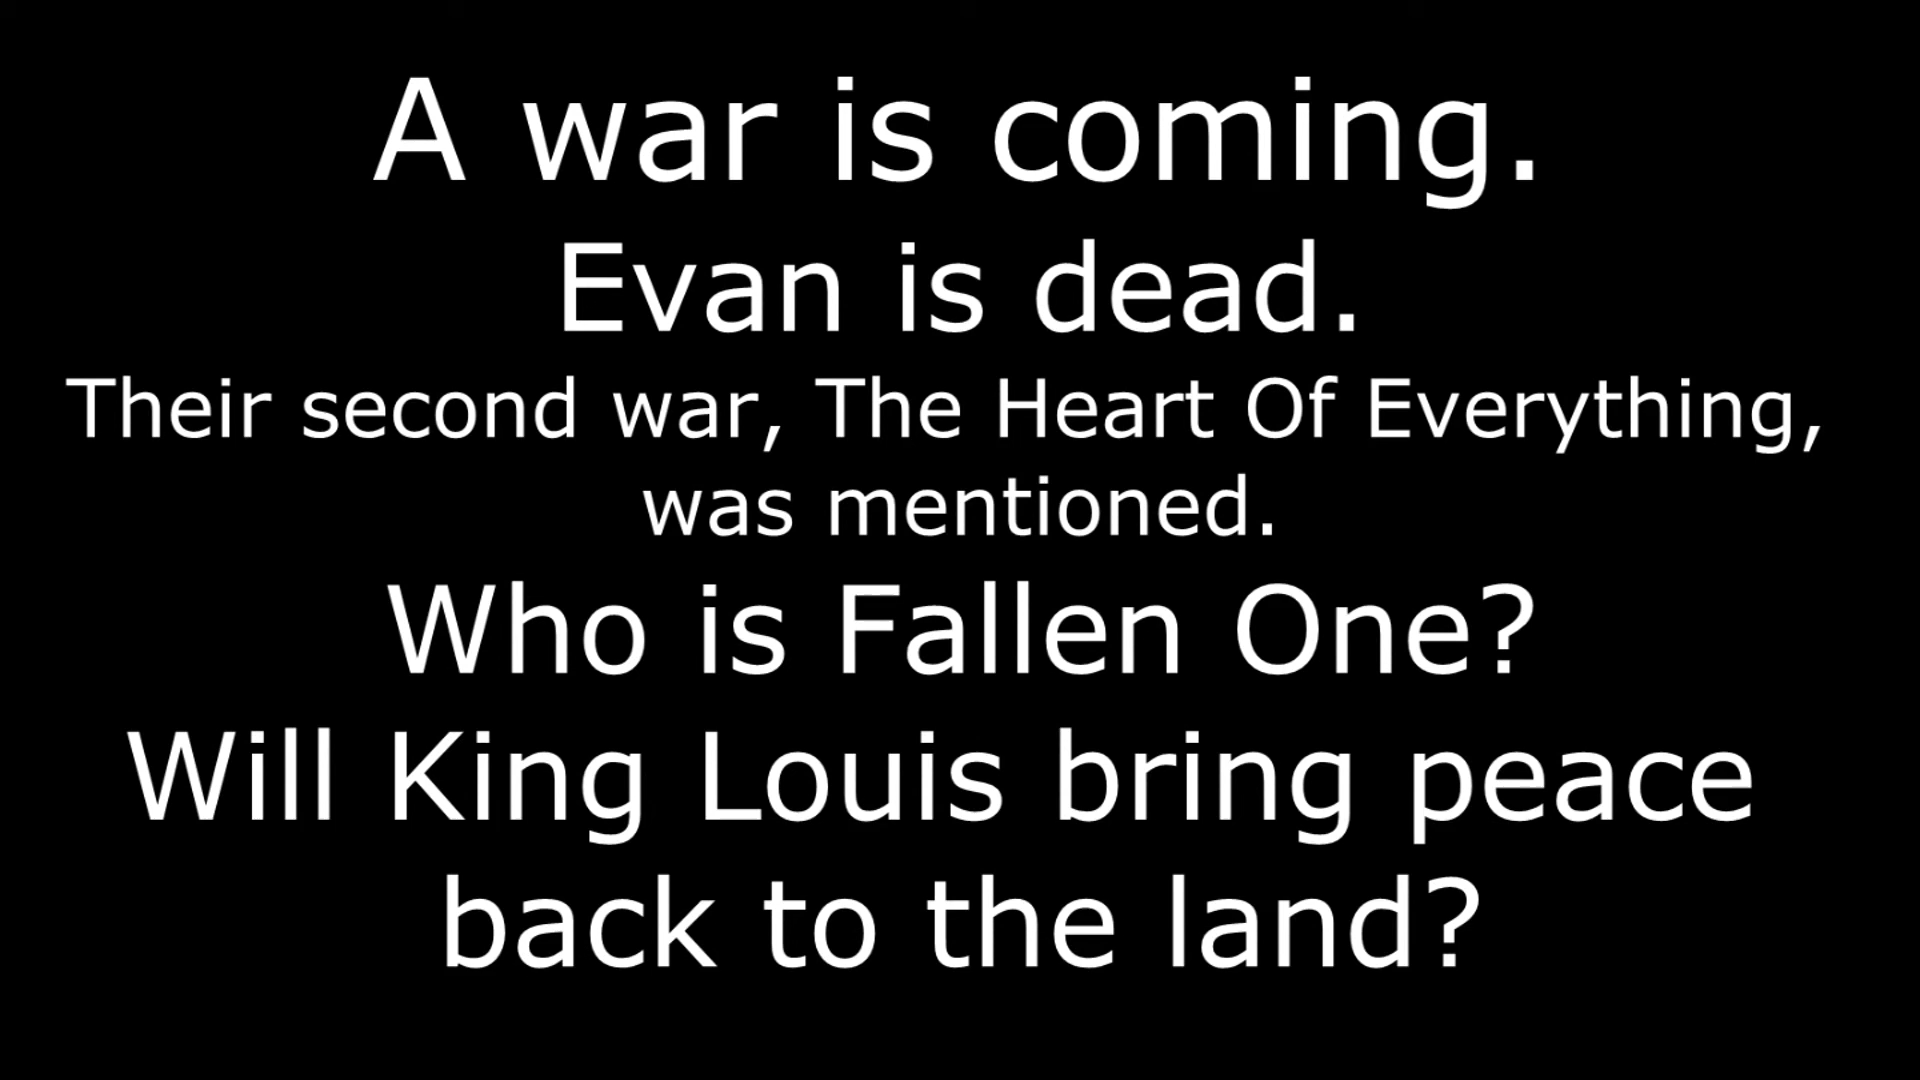 A war is coming.
Evan is dead.
Their second war, The Heart Of Everything,
was mentioned.
Who is Fallen One?
Will King Louis bring peace
back to the land?